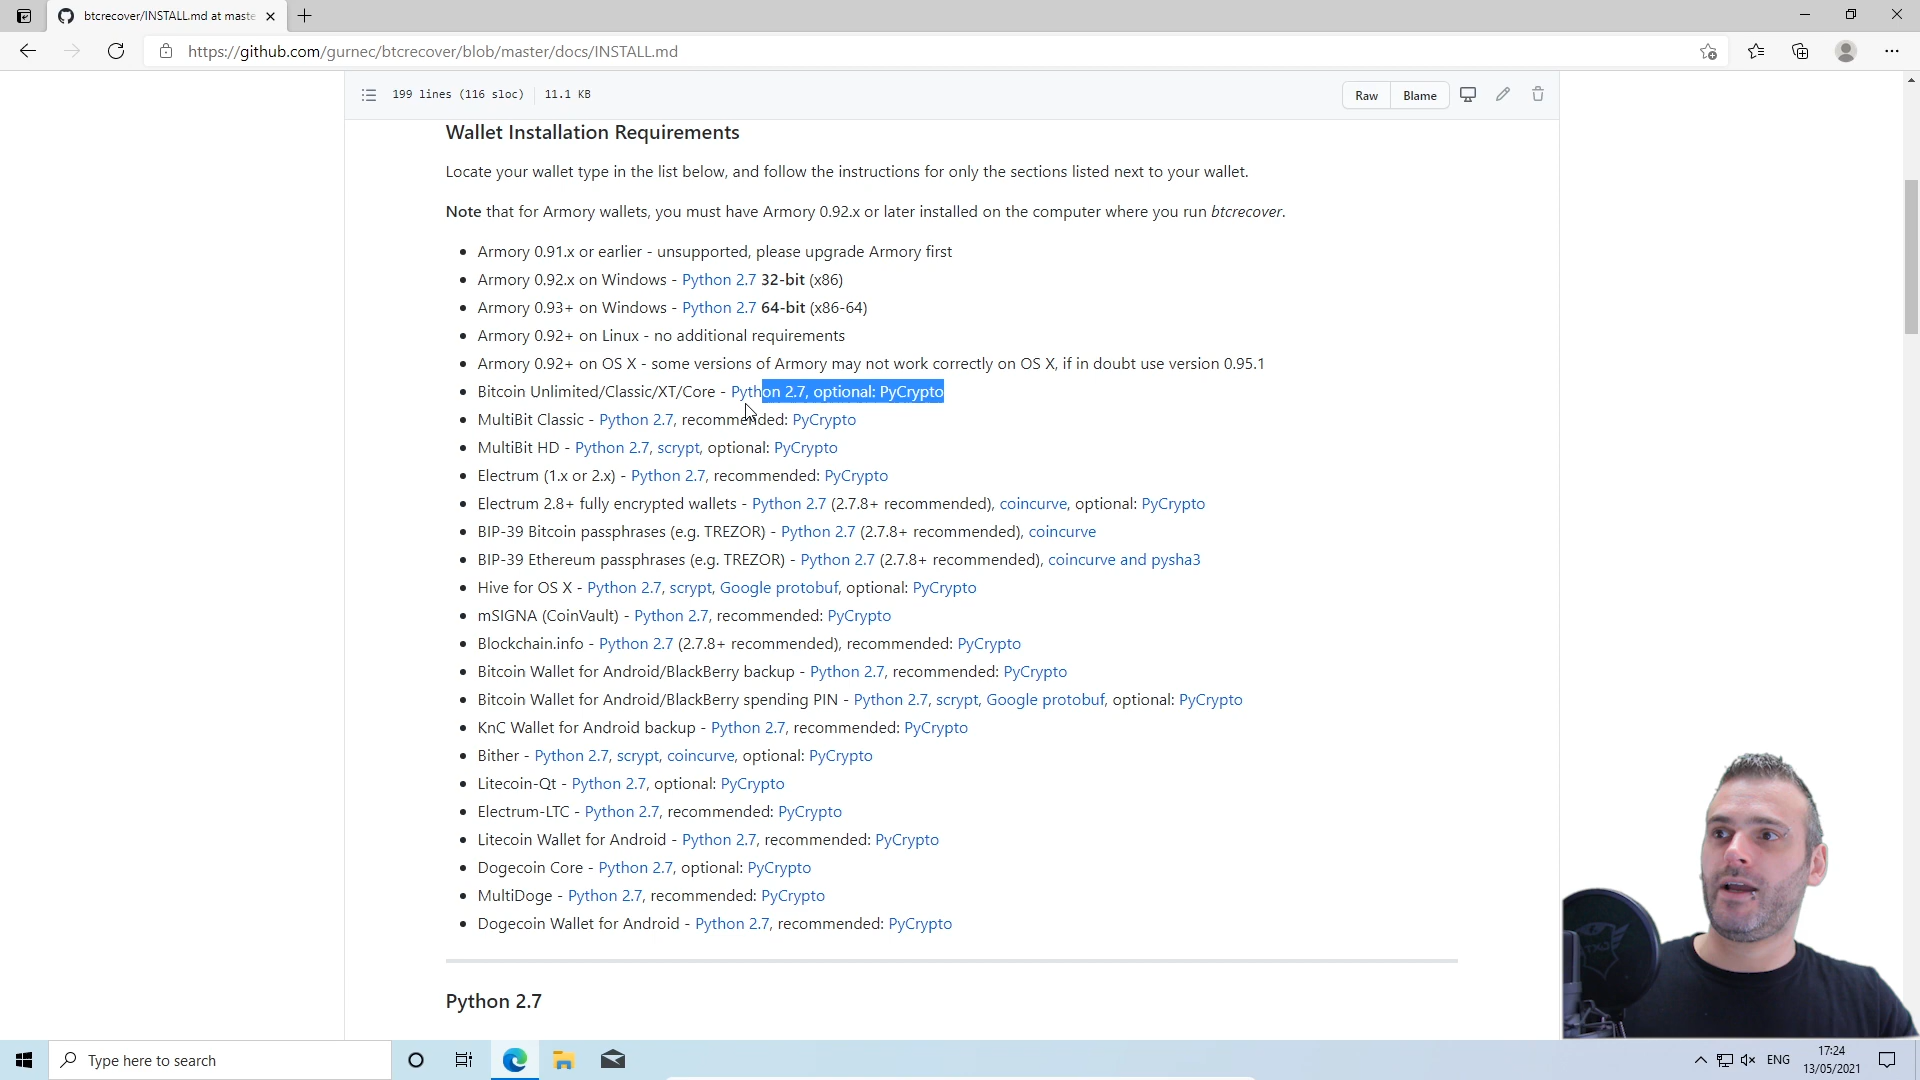 btcrecover/INSTALL.md at maste
https://github.com/gurnec/btcrecover/blob/master/docs/INSTALL.md
199 lines (116 sloc) 11.1 KB
Raw Blame
Wallet Installation Requirements
Locate your wallet type in the list below, and follow the instructions for only the sections listed next to your wallet.
Note that for Armory wallets, you must have Armory 0.92.x or later installed on the computer where you run btcrecover.
• Armory 0.91.x or earlier - unsupported, please upgrade Armory first
• Armory 0.92.x on Windows - Python 2.7 32-bit (x86)
• Armory 0.93+ on Windows - Python 2.7 64-bit (x86-64)
• Armory 0.92+ on Linux - no additional requirements
• Armory 0.92+ on OS X - some versions of Armory may not work correctly on OS X, if in doubt use version 0.95.1
• Bitcoin Unlimited/Classic/XT/Core - Python 2.7, optional: PyCrypto
• MultiBit Classic - Python 2.7, recommended: PyCrypto
• MultiBit HD - Python 2.7, scrypt, optional: PyCrypto
• Electrum (1.x or 2.x) - Python 2.7, recommended: PyCrypto
• Electrum 2.8+ fully encrypted wallets - Python 2.7 (2.7.8+ recommended), coincurve, optional: PyCrypto
• BIP-39 Bitcoin passphrases (e.g. TREZOR) - Python 2.7 (2.7.8+ recommended), coincurve
• BIP-39 Ethereum passphrases (e.g. TREZOR) - Python 2.7 (2.7.8+ recommended), coincurve and pysha3
• Hive for OS X - Python 2.7, scrypt, Google protobuf, optional: PyCrypto
• mSIGNA (CoinVault) - Python 2.7, recommended: PyCrypto
• Blockchain.info - Python 2.7 (2.7.8+ recommended), recommended: PyCrypto
• Bitcoin Wallet for Android/BlackBerry backup - Python 2.7, recommended: PyCrypto
• Bitcoin Wallet for Android/BlackBerry spending PIN - Python 2.7, scrypt, Google protobuf, optional: PyCrypto
• KnC Wallet for Android backup - Python 2.7, recommended: PyCrypto
• Bither - Python 2.7, scrypt, coincurve, optional: PyCrypto
• Litecoin-Qt - Python 2.7, optional: PyCrypto
• Electrum-LTC - Python 2.7, recommended: PyCrypto
• Litecoin Wallet for Android - Python 2.7, recommended: PyCrypto
• Dogecoin Core - Python 2.7, optional: PyCrypto
• MultiDoge - Python 2.7, recommended: PyCrypto
• Dogecoin Wallet for Android - Python 2.7, recommended: PyCrypto
Python 2.7
Type here to search
ENG
17:24
13/05/2021